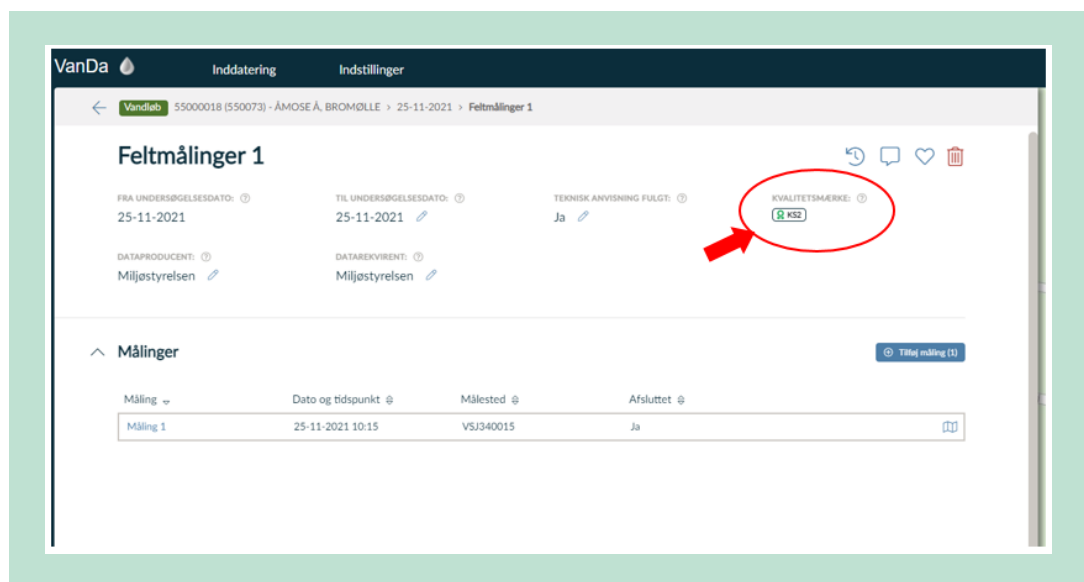 VanDa Inddatering Indstillinger
Vandløb 55000018 (550073) - ÅMOSE Å, BROMØLLE > 25-11-2021 > Feltmålinger 1
Feltmålinger 1
FRA UNDERSØGELSESDATO: TIL UNDERSØGELSESDATO: TEKNISK ANVISNING FULGT: KVALITETSMÆRKE:
25-11-2021 25-11-2021 Ja KS2
DATAPRODUCENT: DATAREKVIRENT:
Miljøstyrelsen Miljøstyrelsen
Målinger Tilføj måling (1)
Måling Dato og tidspunkt Målested Afsluttet
Måling 1 25-11-2021 10:15 VSJ340015 Ja